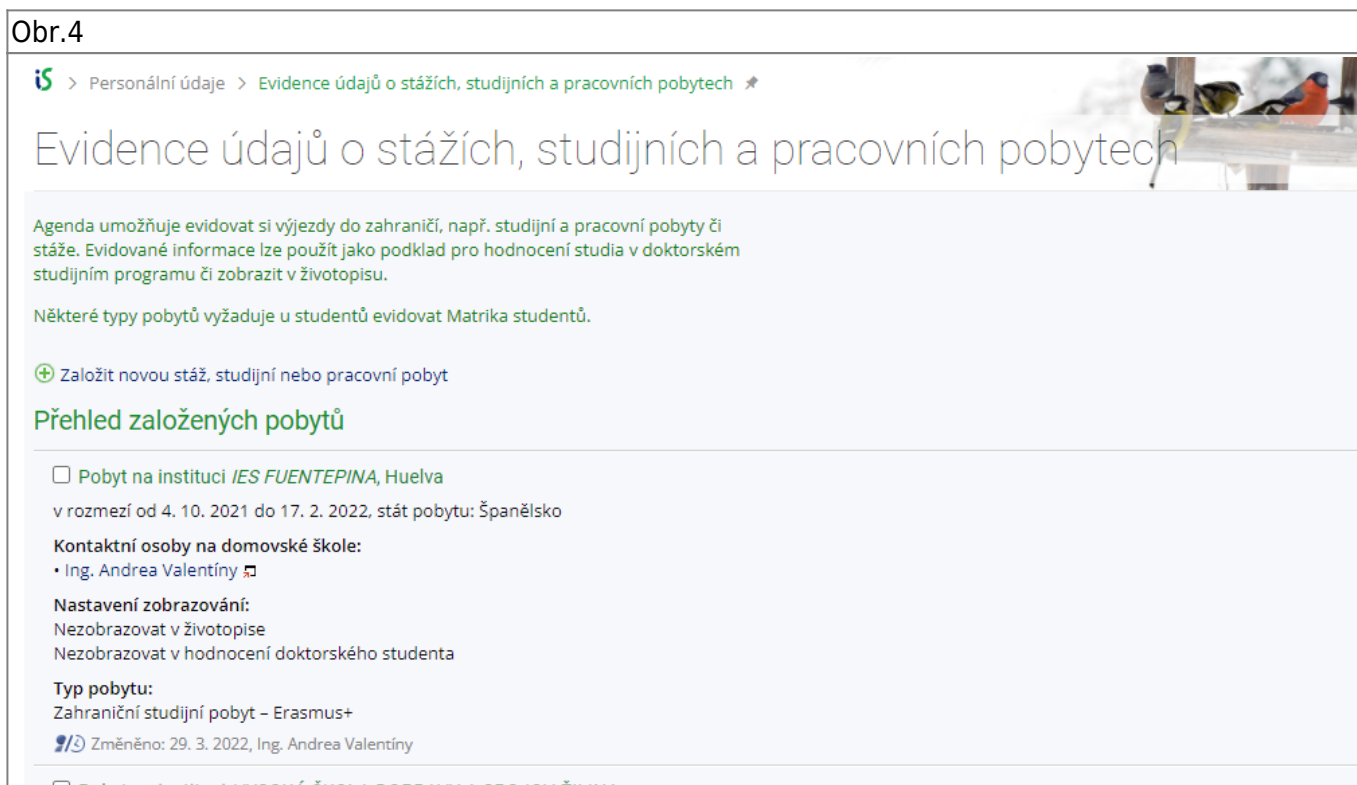 Obr.4
iS > Personální údaje > Evidence údajů o stážích, studijních a pracovních pobytech
Evidence údajů o stážích, studijních a pracovních pobytech
Agenda umožňuje evidovat si výjezdy do zahraničí, např. studijní a pracovní pobyty či
stáže. Evidované informace lze použít jako podklad pro hodnocení studia v doktorském
studijním programu či zobrazit v životopisu.
Některé typy pobytů vyžaduje u studentů evidovat Matrika studentů.
Založit novou stáž, studijní nebo pracovní pobyt
Přehled založených pobytů
Pobyt na instituci IES FUENTEPINA, Huelva
v rozmezí od 4. 10. 2021 do 17. 2. 2022, stát pobytu: Španělsko
Kontaktní osoby na domovské škole:
• Ing. Andrea Valentíny
Nastavení zobrazování:
Nezobrazovat v životopise
Nezobrazovat v hodnocení doktorského studenta
Typ pobytu:
Zahraniční studijní pobyt – Erasmus+
Změněno: 29. 3. 2022, Ing. Andrea Valentíny